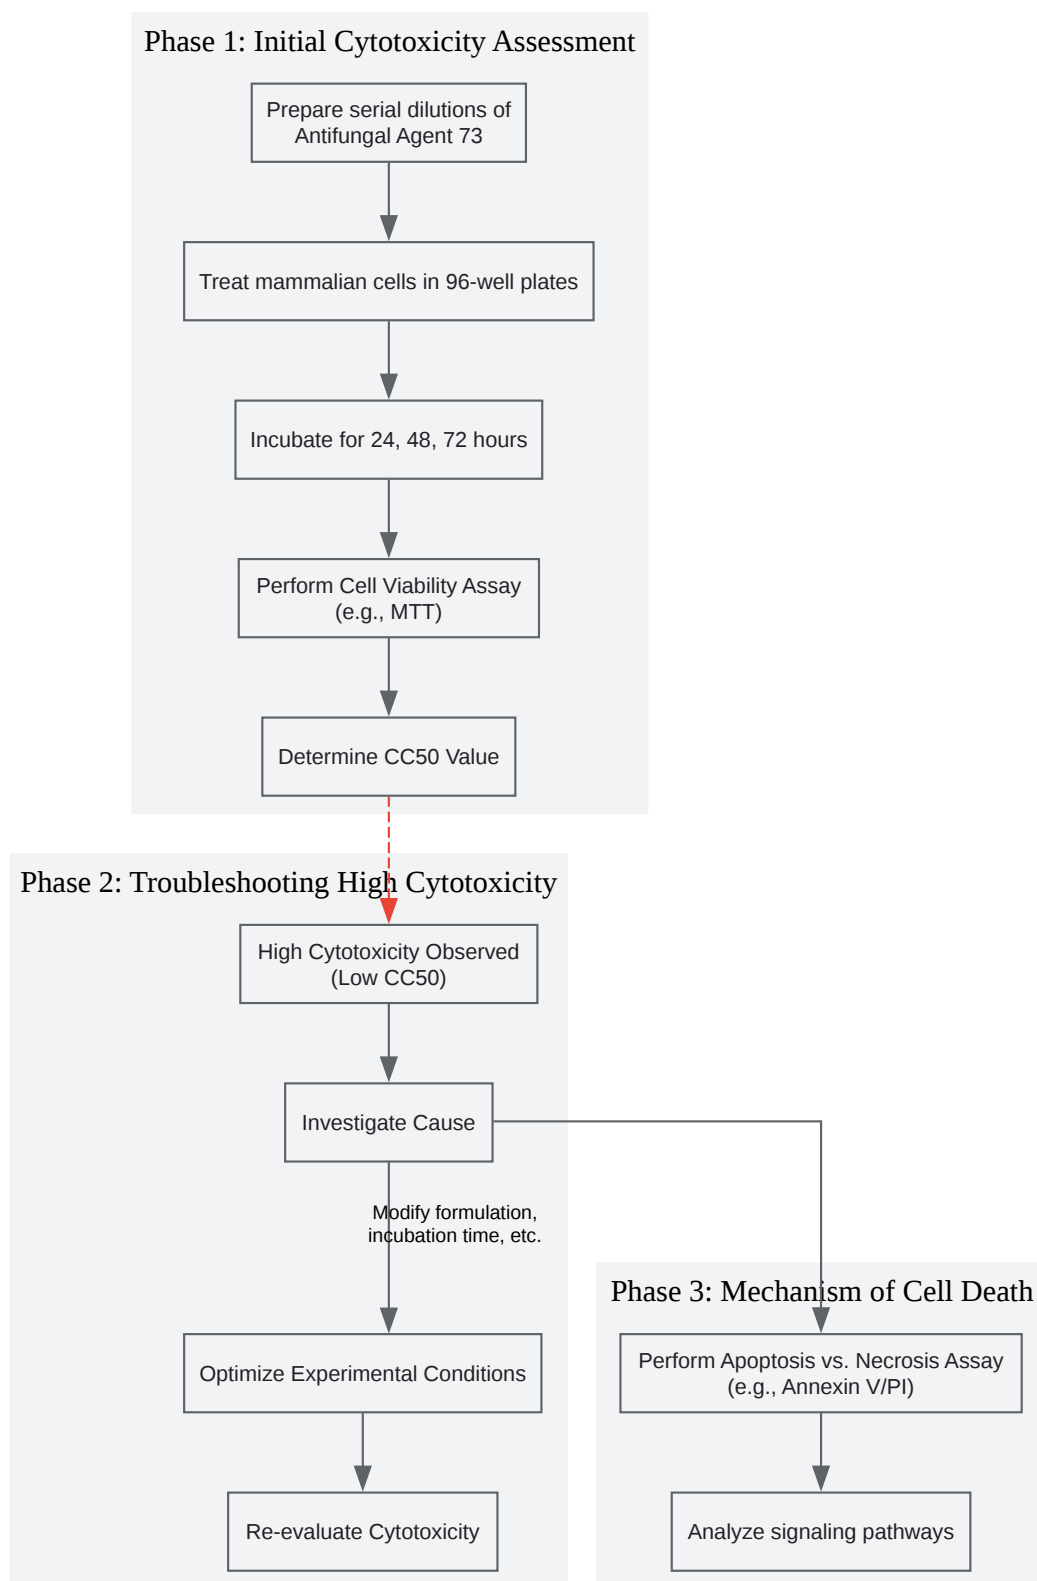 Phase 1: Initial Cytotoxicity Assessment
Prepare serial dilutions of
Antifungal Agent 73
Treat mammalian cells in 96-well plates
Incubate for 24, 48, 72 hours
Perform Cell Viability Assay
(e.g., MTT)
Determine CC50 Value
Phase 2: Troubleshooting High Cytotoxicity
High Cytotoxicity Observed
(Low CC50)
Investigate Cause
Modify formulation,
incubation time, etc.
Optimize Experimental Conditions
Re-evaluate Cytotoxicity
Phase 3: Mechanism of Cell Death
Perform Apoptosis vs. Necrosis Assay
(e.g., Annexin V/PI)
Analyze signaling pathways